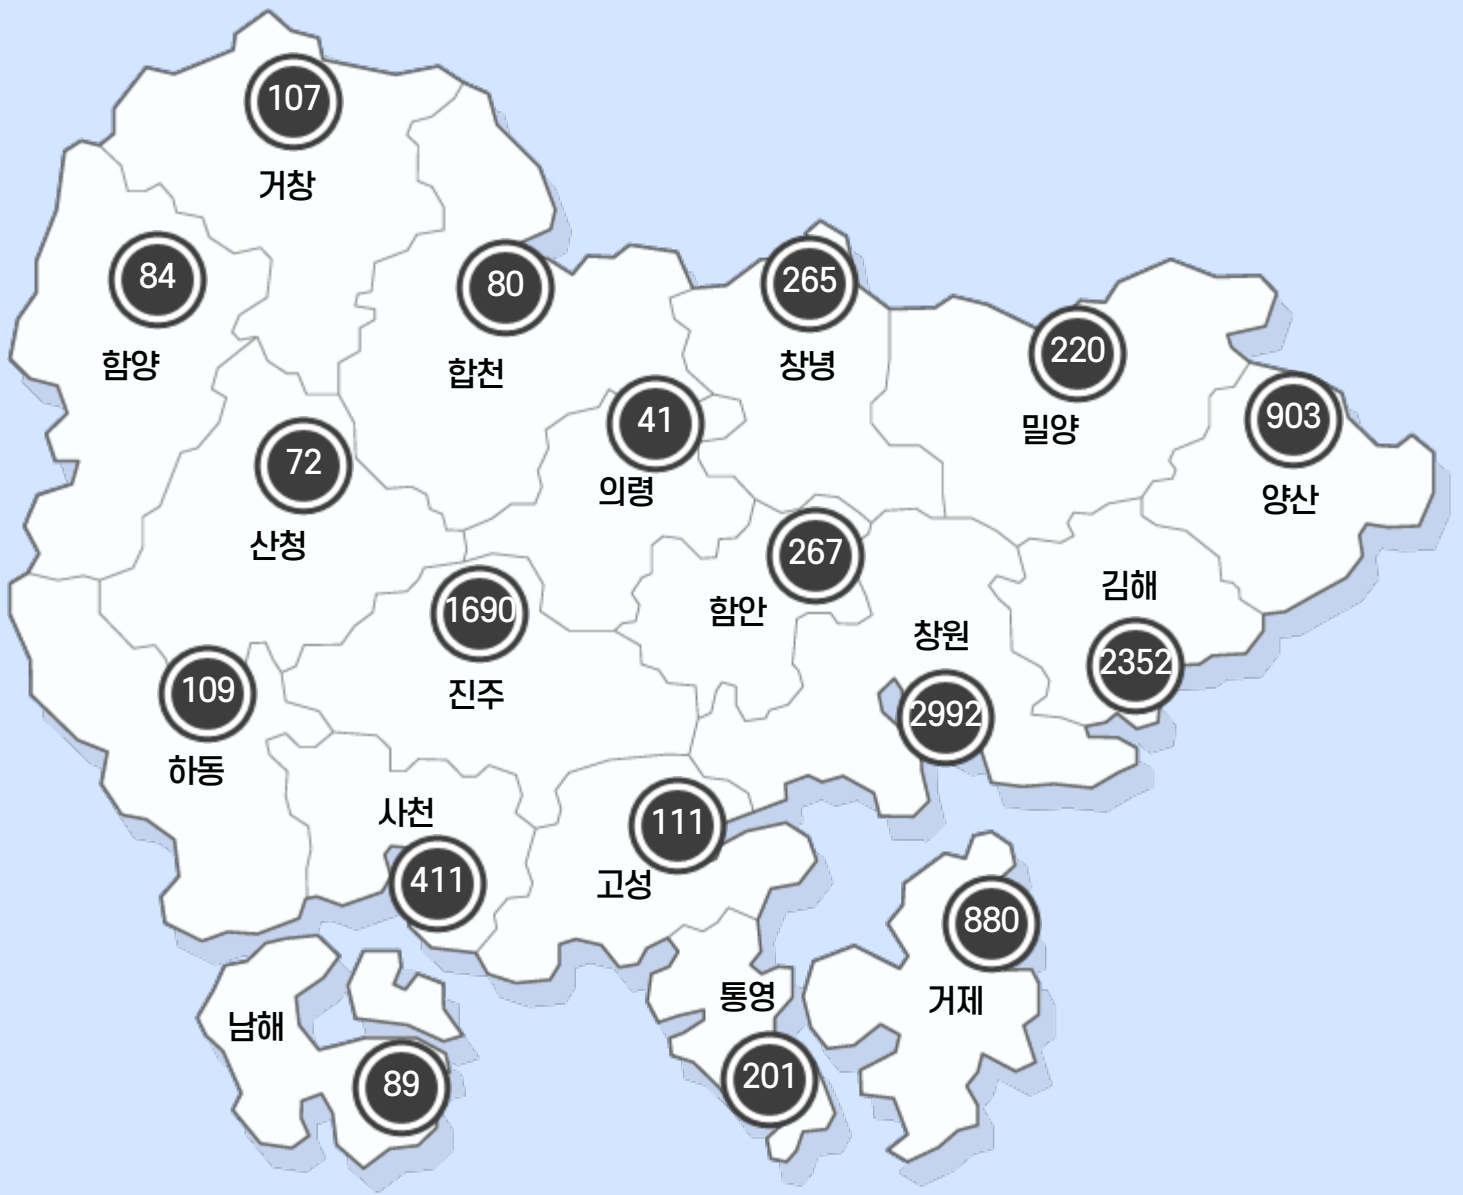 107
거창
84
함양
80
합천
265
창녕
220
밀양
903
양산
41
의령
72
산청
267
함안
김해
2352
1690
진주
창원
2992
109
하동
사천
411
111
고성
880
거제
통영
201
남해
89